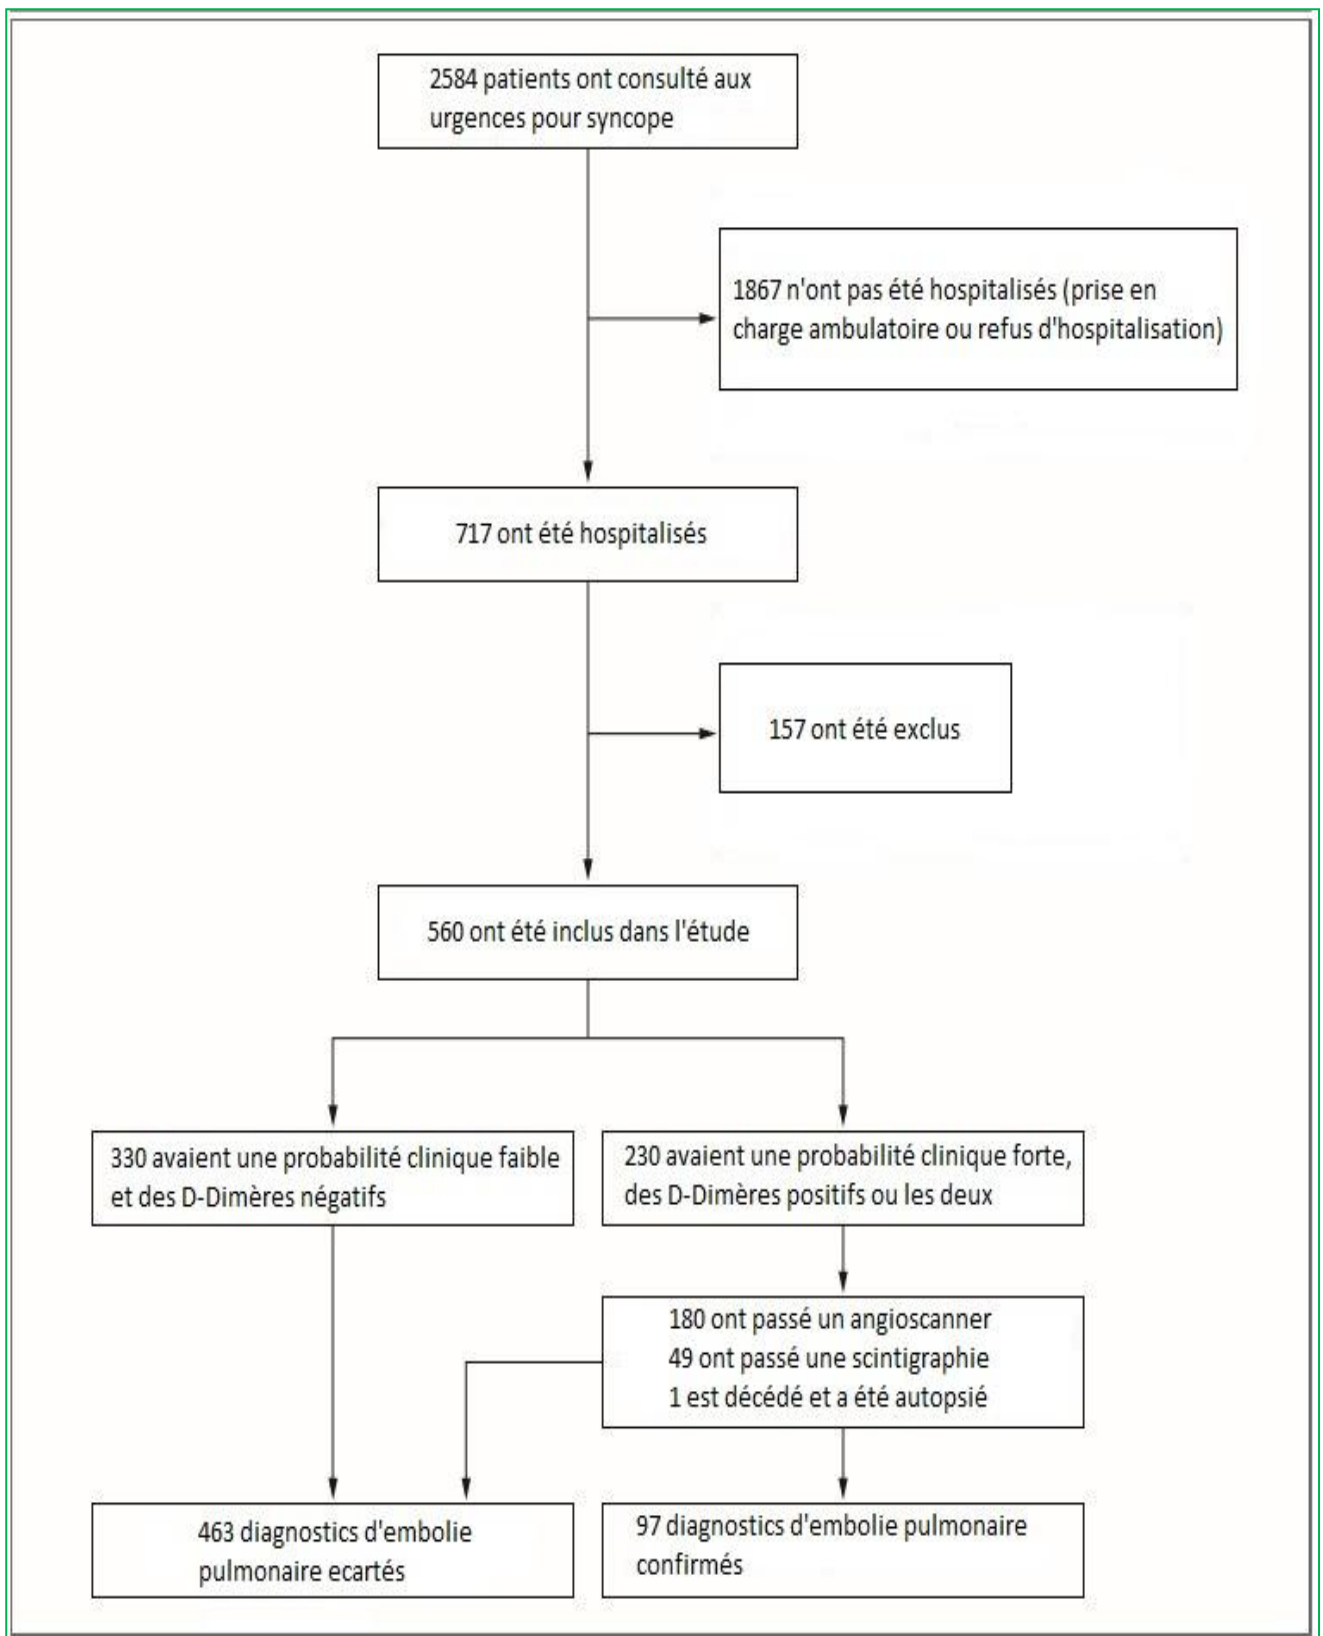 2584 patients ont consulté aux
urgences pour syncope
1867 n'ont pas été hospitalisés (prise en
charge ambulatoire ou refus d'hospitalisation)
717 ont été hospitalisés
157 ont été exclus
560 ont été inclus dans l'étude
330 avaient une probabilité clinique faible
et des D-Dimères négatifs
230 avaient une probabilité clinique forte,
des D-Dimères positifs ou les deux
180 ont passé un angioscanner
49 ont passé une scintigraphie
1 est décédé et a été autopsié
463 diagnostics d'embolie
pulmonaire ecartés
97 diagnostics d'embolie pulmonaire
confirmés